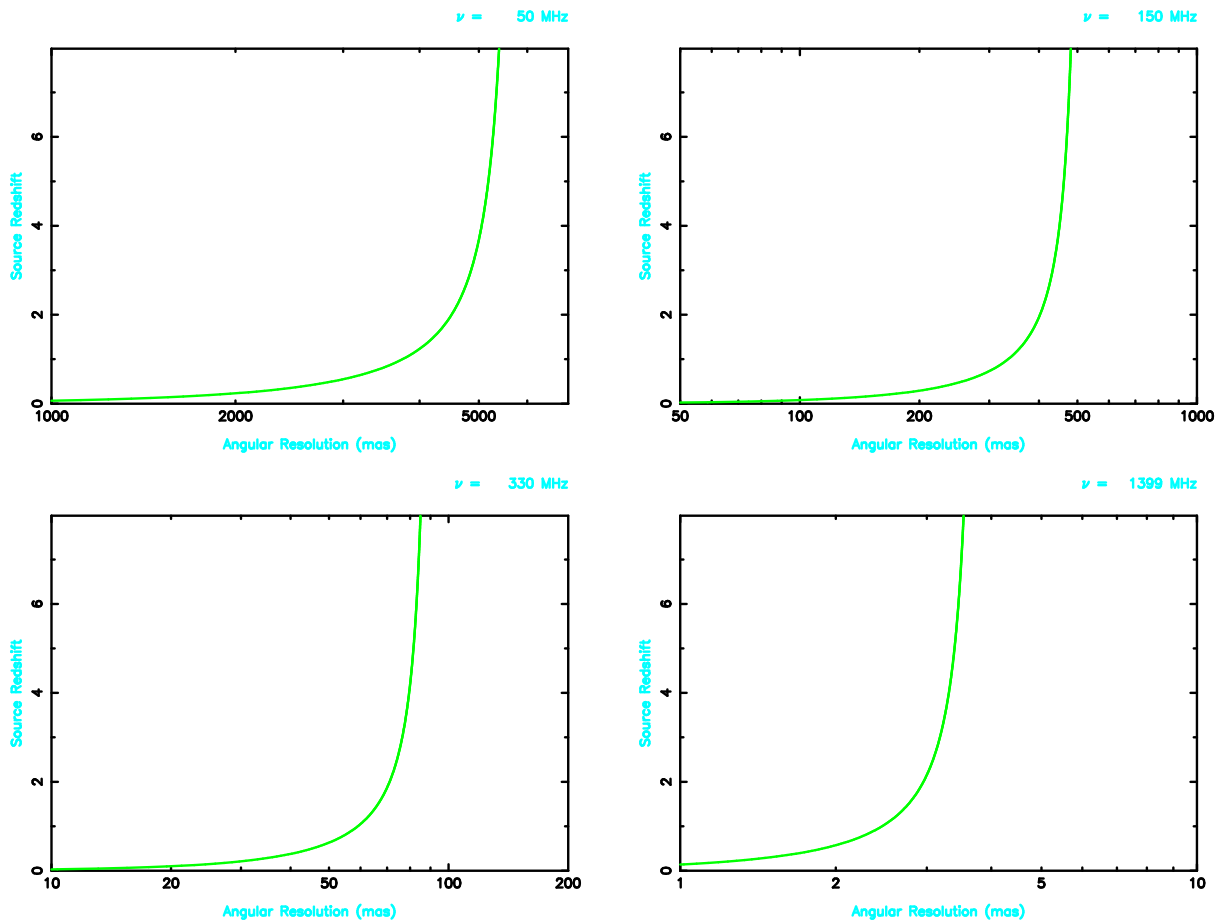 ν = 50 MHz
6
4
2
0
Source Redshift
1000 2000 5000
Angular Resolution (mas)
ν = 150 MHz
6
4
2
0
Source Redshift
50 100 200 500 1000
Angular Resolution (mas)
ν = 330 MHz
6
4
2
0
Source Redshift
10 20 50 100 200
Angular Resolution (mas)
ν = 1399 MHz
6
4
2
0
Source Redshift
1 2 5 10
Angular Resolution (mas)